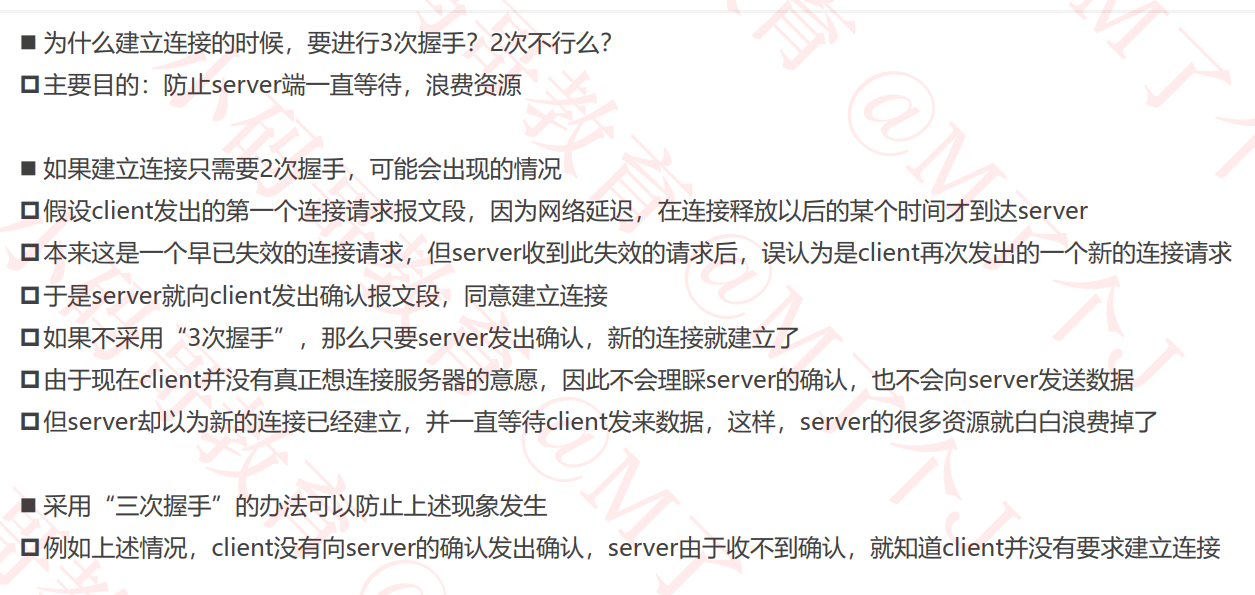 ■ 为什么建立连接的时候，要进行3次握手？2次不行么？
□ 主要目的：防止server端一直等待，浪费资源
■ 如果建立连接只需要2次握手，可能会出现的情况
□ 假设client发出的第一个连接请求报文段，因为网络延迟，在连接释放以后的某个时间才到达server
□ 本来这是一个早已失效的连接请求，但server收到此失效的请求后，误认为是client再次发出的一个新的连接请求
□ 于是server就向client发出确认报文段，同意建立连接
□ 如果不采用“3次握手”，那么只要server发出确认，新的连接就建立了
□ 由于现在client并没有真正想连接服务器的意愿，因此不会理睬server的确认，也不会向server发送数据
□ 但server却以为新的连接已经建立，并一直等待client发来数据，这样，server的很多资源就白白浪费掉了
■ 采用“三次握手”的办法可以防止上述现象发生
□ 例如上述情况，client没有向server的确认发出确认，server由于收不到确认，就知道client并没有要求建立连接
小码哥教育 @M了个J